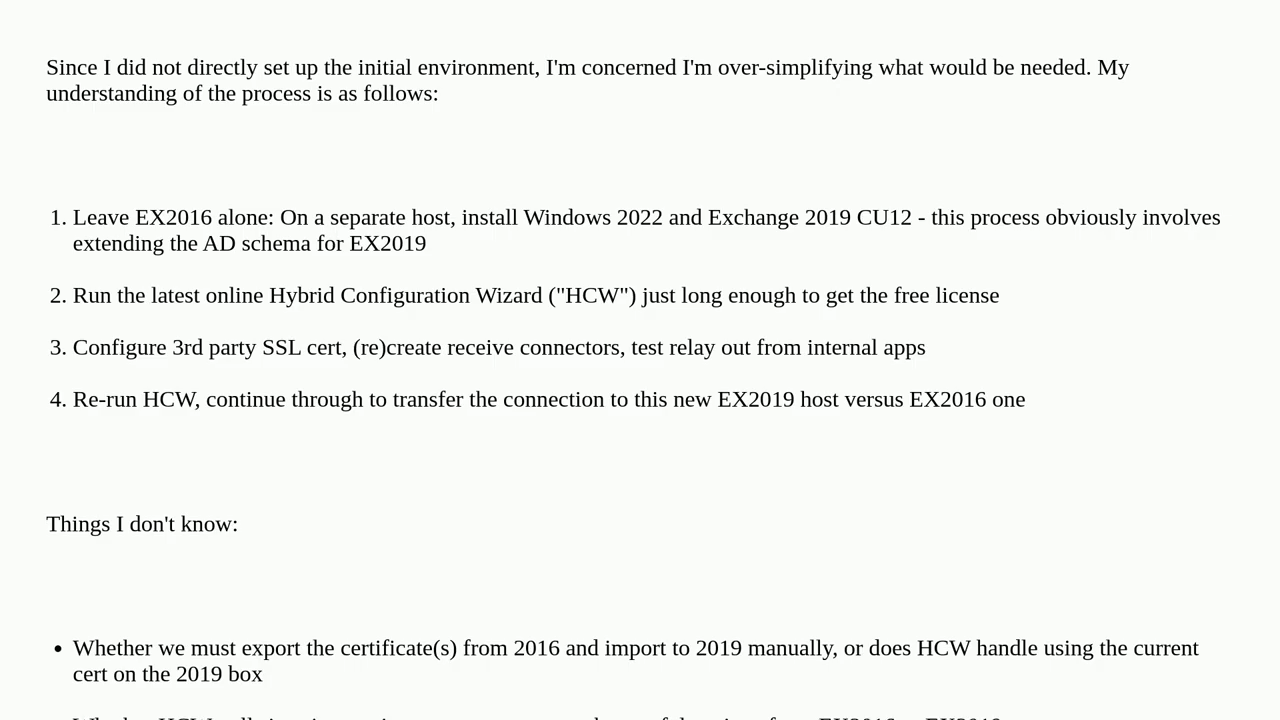 Since I did not directly set up the initial environment, I'm concerned I'm over-simplifying what would be needed. My
understanding of the process is as follows:
1. Leave EX2016 alone: On a separate host, install Windows 2022 and Exchange 2019 CU12 - this process obviously involves
extending the AD schema for EX2019
2. Run the latest online Hybrid Configuration Wizard ("HCW") just long enough to get the free license
3. Configure 3rd party SSL cert, (re)create receive connectors, test relay out from internal apps
4. Re-run HCW, continue through to transfer the connection to this new EX2019 host versus EX2016 one
Things I don't know:
• Whether we must export the certificate(s) from 2016 and import to 2019 manually, or does HCW handle using the current
cert on the 2019 box